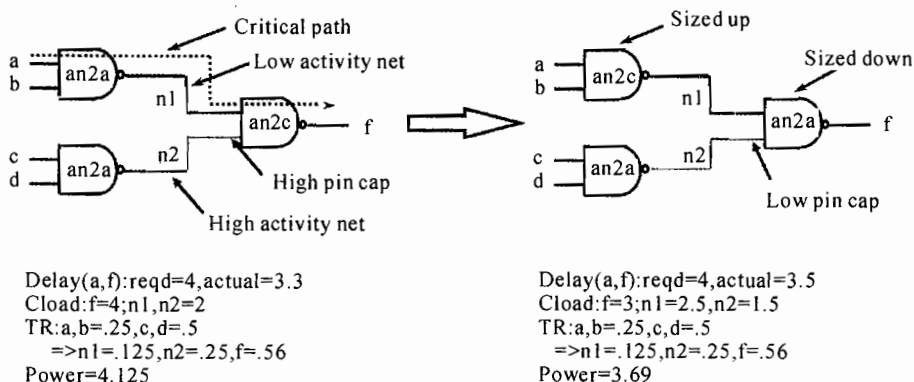 Critical path
Low activity net
a
b
an2a
n1
an2c
f
n2
c
d
an2a
High pin cap
High activity net
Sized up
Sized down
a
b
an2c
n1
an2a
f
n2
c
d
an2a
Low pin cap
Delay(a,f):reqd=4,actual=3.3
Cload:f=4;n1,n2=2
TR:a,b=.25,c,d=.5
=>n1=.125,n2=.25,f=.56
Power=4.125
Delay(a,f):reqd=4,actual=3.5
Cload:f=3;n1=2.5,n2=1.5
TR:a,b=.25,c,d=.5
=>n1=.125,n2=.25,f=.56
Power=3.69